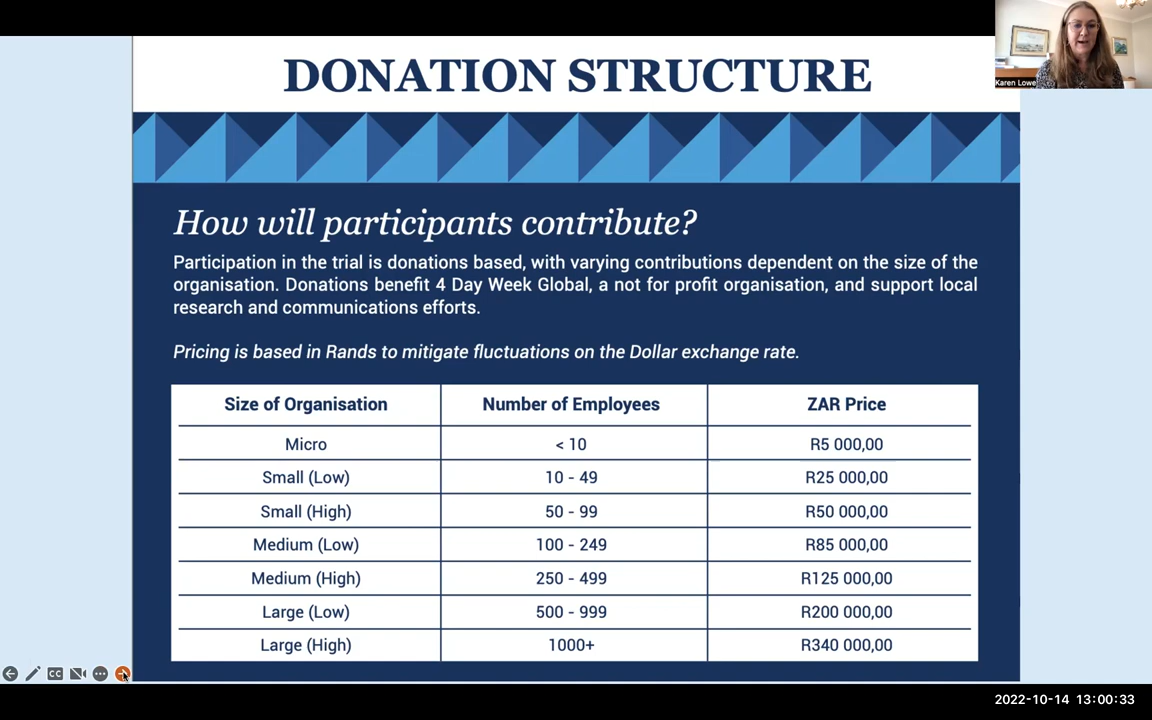 DONATION STRUCTURE
Karen Lowe
How will participants contribute?
Participation in the trial is donations based, with varying contributions dependent on the size of the
organisation. Donations benefit 4 Day Week Global, a not for profit organisation, and support local
research and communications efforts.
Pricing is based in Rands to mitigate fluctuations on the Dollar exchange rate.
Size of Organisation Number of Employees ZAR Price
Micro < 10 R5 000,00
Small (Low) 10 - 49 R25 000,00
Small (High) 50 - 99 R50 000,00
Medium (Low) 100 - 249 R85 000,00
Medium (High) 250 - 499 R125 000,00
Large (Low) 500 - 999 R200 000,00
Large (High) 1000+ R340 000,00
CC
2022-10-14 13:00:33